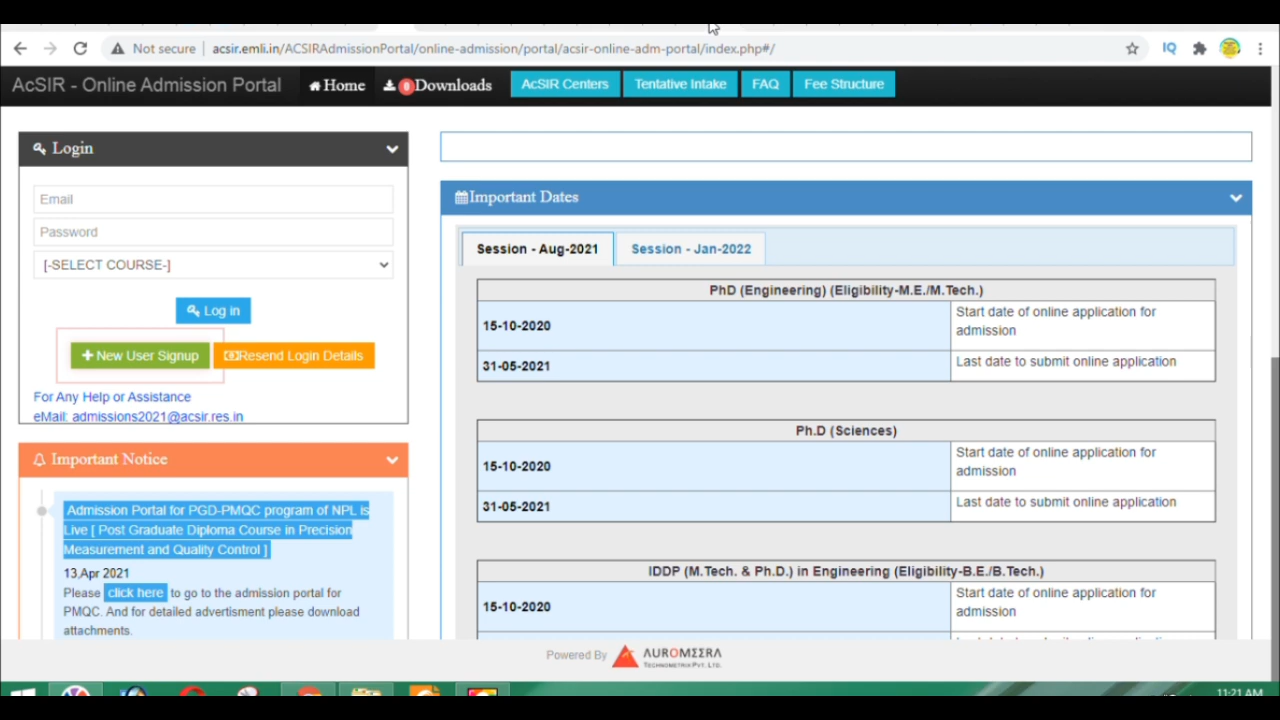 Not secure | acsir.emli.in/ACSIRAdmissionPortal/online-admission/portal/acsir-online-adm-portal/index.php#/
IQ
AcSIR - Online Admission Portal
Home
0
Downloads
AcSIR Centers
Tentative Intake
FAQ
Fee Structure
Login
Email
Password
[-SELECT COURSE-]
Log in
New User Signup
Resend Login Details
For Any Help or Assistance
eMail: admissions2021@acsir.res.in
Important Notice
Admission Portal for PGD-PMQC program of NPL is
Live [ Post Graduate Diploma Course in Precision
Measurement and Quality Control ]
13,Apr 2021
Please click here to go to the admission portal for
PMQC. And for detailed advertisment please download
attachments.
Important Dates
Session - Aug-2021
Session - Jan-2022
PhD (Engineering) (Eligibility-M.E./M.Tech.)
15-10-2020
Start date of online application for
admission
31-05-2021
Last date to submit online application
Ph.D (Sciences)
15-10-2020
Start date of online application for
admission
31-05-2021
Last date to submit online application
IDDP (M.Tech. & Ph.D.) in Engineering (Eligibility-B.E./B.Tech.)
15-10-2020
Start date of online application for
admission
Powered By
AUROMEERA
TECHNOMETRIX PVT. LTD.
11:21 AM